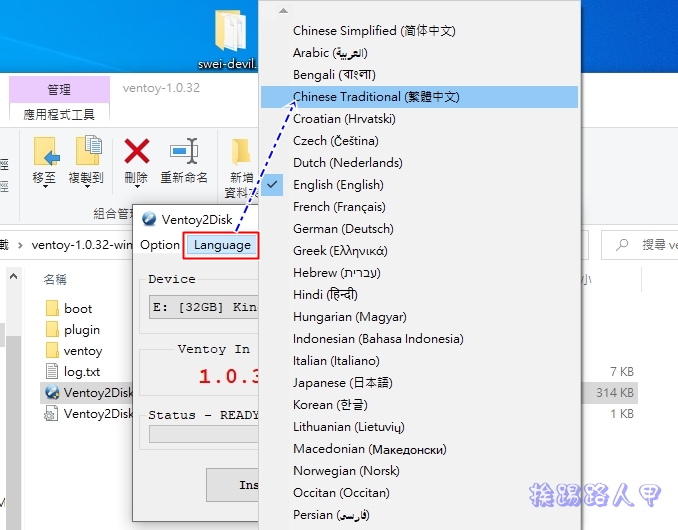 swei-devil.
管理
ventoy-1.0.32
應用程式工具
移至
複製到
刪除
重新命名
新增
組合管
ventoy-1.0.32-win
搜尋 ve
名稱
boot
plugin
ventoy
log.txt
7 KB
Ventoy2Disk
314 KB
Ventoy2Disk
1 KB
Ventoy2Disk
Option
Language
Device
E: [32GB] Kin
Ventoy In
1.0.3
Status - READY
Ins
Chinese Simplified (简体中文)
Arabic (العربية)
Bengali (বাংলা)
Chinese Traditional (繁體中文)
Croatian (Hrvatski)
Czech (Čeština)
Dutch (Nederlands)
English (English)
French (Français)
German (Deutsch)
Greek (Ελληνικά)
Hebrew (עברית)
Hindi (हिन्दी)
Hungarian (Magyar)
Indonesian (Bahasa Indonesia)
Italian (Italiano)
Japanese (日本語)
Korean (한글)
Lithuanian (Lietuvių)
Macedonian (Македонски)
Norwegian (Norsk)
Occitan (Occitan)
Persian (فارسی)
挨踢路人甲